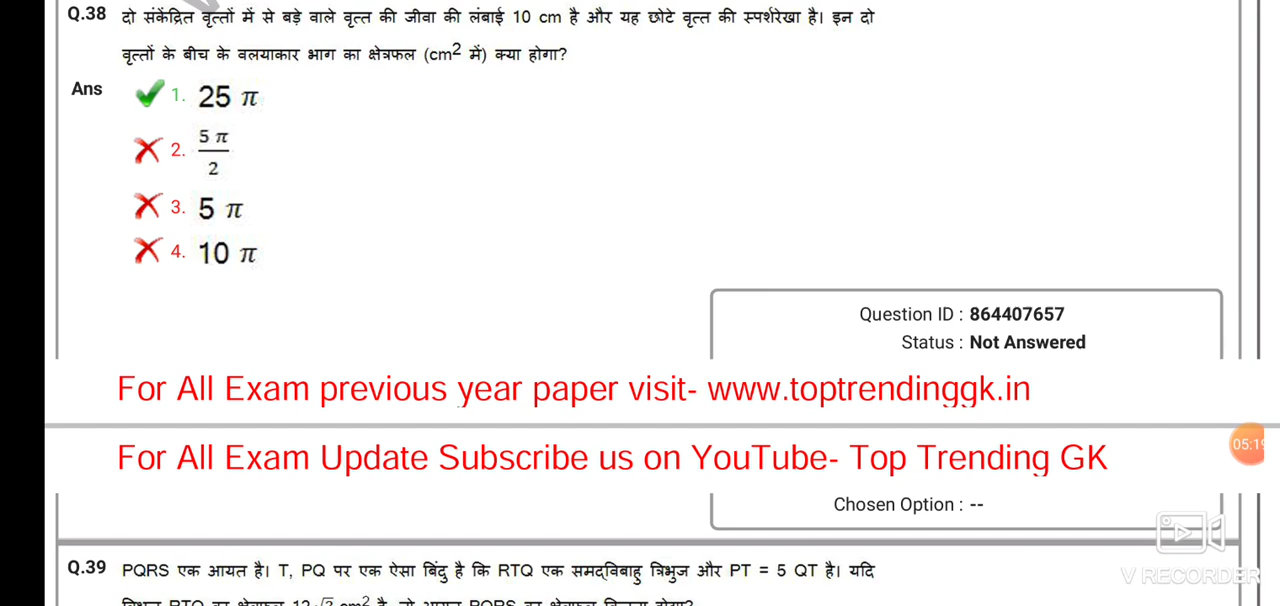 Q.38 दो संकेंद्रित वृत्तों में से बड़े वाले वृत्त की जीवा की लंबाई 10 cm है और यह छोटे वृत्त की स्पर्शरेखा है। इन दो
वृत्तों के बीच के वलयाकार भाग का क्षेत्रफल (cm² में) क्या होगा?
Ans
1. 25 π
2. 5 π / 2
3. 5 π
4. 10 π
Question ID : 864407657
Status : Not Answered
For All Exam previous year paper visit- www.toptrendinggk.in
05:19
For All Exam Update Subscribe us on YouTube- Top Trending GK
Chosen Option : --
V RECORDER
Q.39 PQRS एक आयत है। T, PQ पर एक ऐसा बिंदु है कि RTQ एक समद्विबाहु त्रिभुज और PT = 5 QT है। यदि